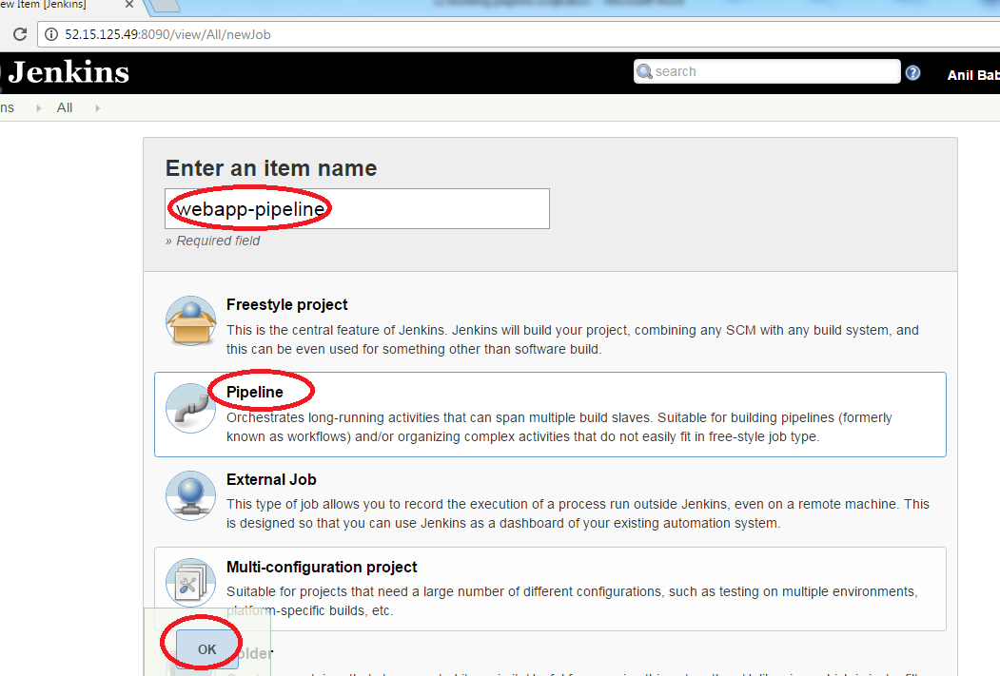 ew Item [Jenkins]
52.15.125.49:8090/view/All/newJob
Jenkins
search
Anil Bab
ns
All
Enter an item name
webapp-pipeline
» Required field
Freestyle project
This is the central feature of Jenkins. Jenkins will build your project, combining any SCM with any build system, and
this can be even used for something other than software build.
Pipeline
Orchestrates long-running activities that can span multiple build slaves. Suitable for building pipelines (formerly
known as workflows) and/or organizing complex activities that do not easily fit in free-style job type.
External Job
This type of job allows you to record the execution of a process run outside Jenkins, even on a remote machine. This
is designed so that you can use Jenkins as a dashboard of your existing automation system.
Multi-configuration project
Suitable for projects that need a large number of different configurations, such as testing on multiple environments,
platform-specific builds, etc.
OK
older